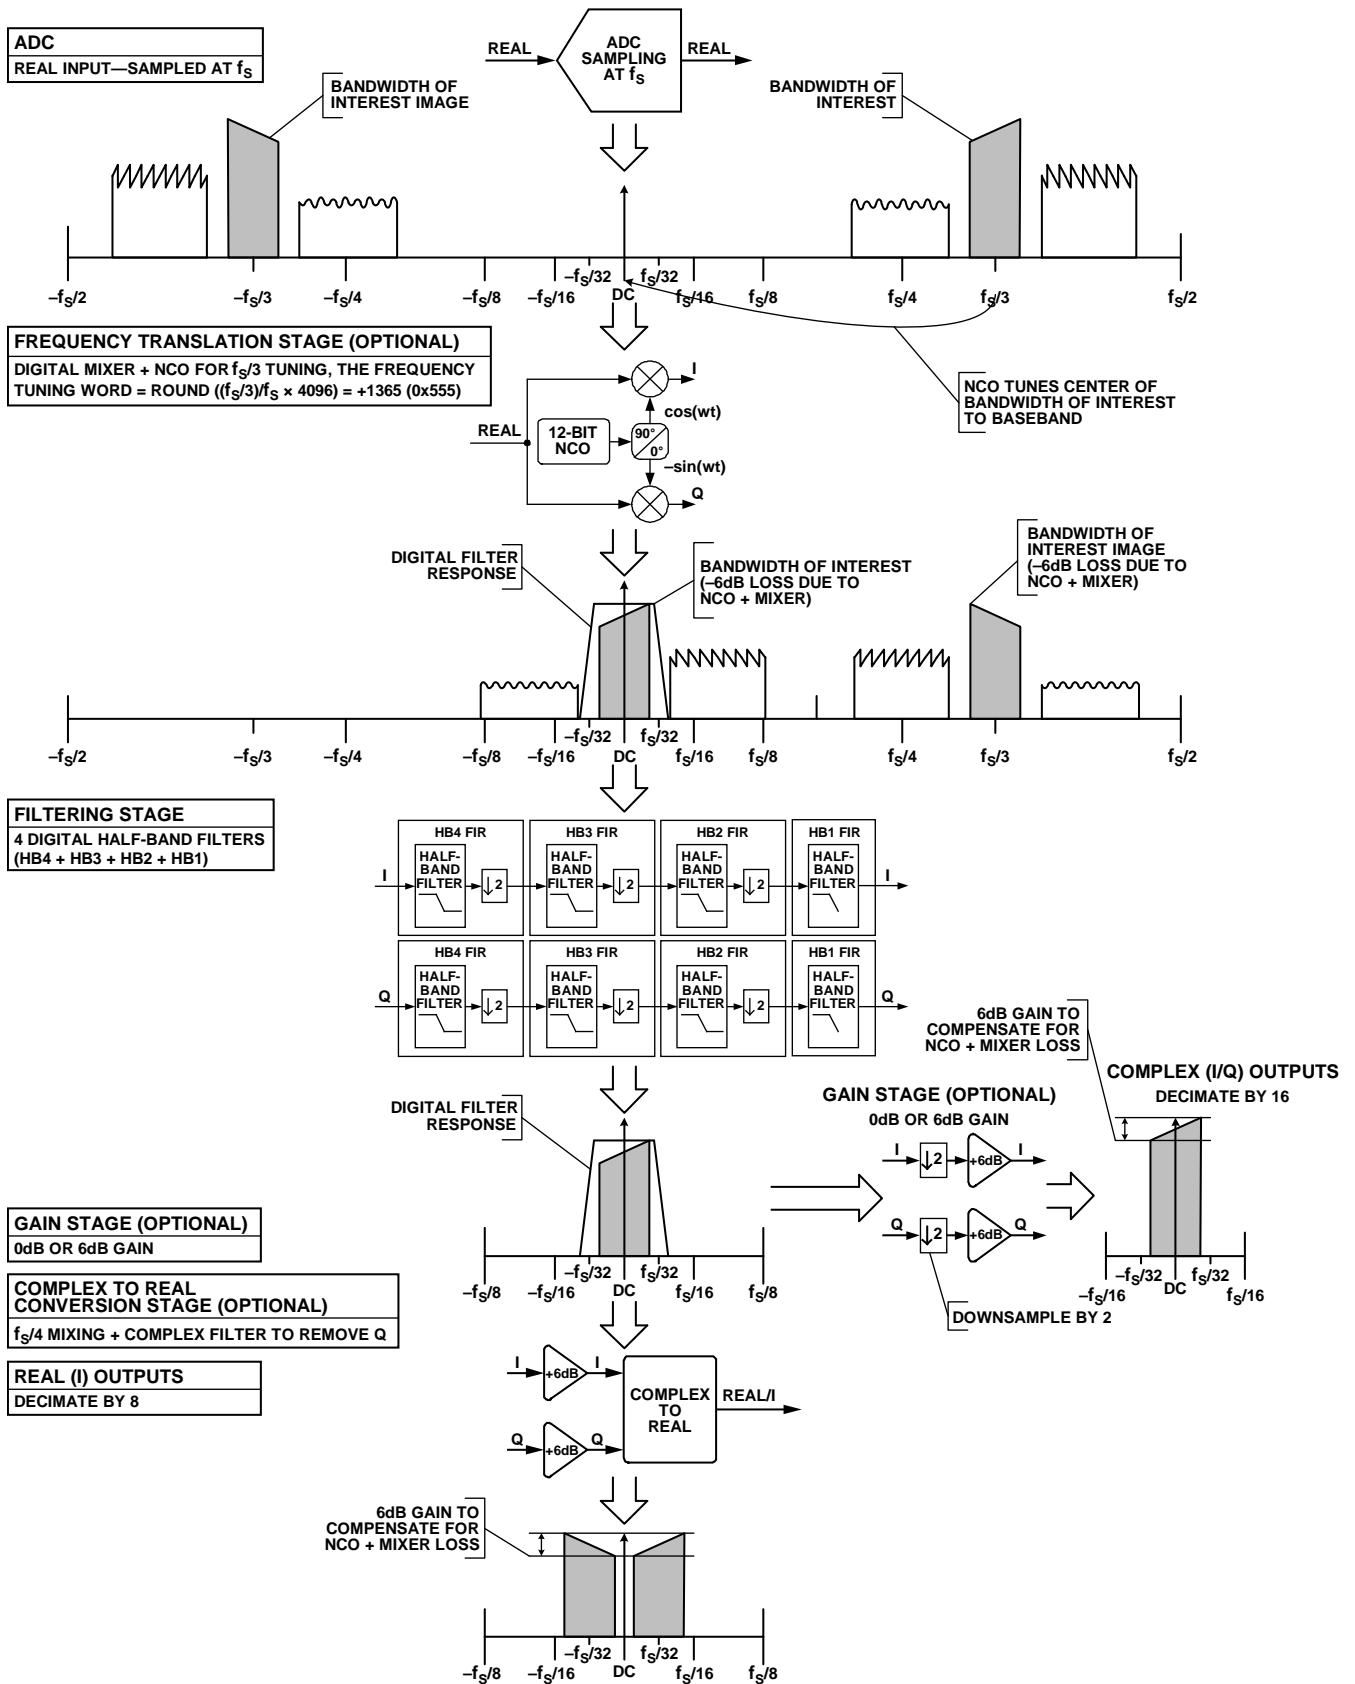 ADC
REAL INPUT—SAMPLED AT fS
REAL
ADC
SAMPLING
AT fS
REAL
BANDWIDTH OF
INTEREST IMAGE
BANDWIDTH OF
INTEREST
–fS/2
–fS/3
–fS/4
–fS/8
–fS/16
–fS/32
DC
fS/32
fS/16
fS/8
fS/4
fS/3
fS/2
FREQUENCY TRANSLATION STAGE (OPTIONAL)
DIGITAL MIXER + NCO FOR fS/3 TUNING, THE FREQUENCY
TUNING WORD = ROUND ((fS/3)/fS × 4096) = +1365 (0x555)
NCO TUNES CENTER OF
BANDWIDTH OF INTEREST
TO BASEBAND
I
cos(wt)
REAL
12-BIT
NCO
90°
0°
–sin(wt)
Q
DIGITAL FILTER
RESPONSE
BANDWIDTH OF INTEREST
(–6dB LOSS DUE TO
NCO + MIXER)
BANDWIDTH OF
INTEREST IMAGE
(–6dB LOSS DUE TO
NCO + MIXER)
–fS/2
–fS/3
–fS/4
–fS/8
–fS/16
–fS/32
DC
fS/32
fS/16
fS/8
fS/4
fS/3
fS/2
FILTERING STAGE
4 DIGITAL HALF-BAND FILTERS
(HB4 + HB3 + HB2 + HB1)
HB4 FIR
HB3 FIR
HB2 FIR
HB1 FIR
I
HALF-
BAND
FILTER
↓2
HALF-
BAND
FILTER
↓2
HALF-
BAND
FILTER
↓2
HALF-
BAND
FILTER
I
HB4 FIR
HB3 FIR
HB2 FIR
HB1 FIR
Q
HALF-
BAND
FILTER
↓2
HALF-
BAND
FILTER
↓2
HALF-
BAND
FILTER
↓2
HALF-
BAND
FILTER
Q
6dB GAIN TO
COMPENSATE FOR
NCO + MIXER LOSS
COMPLEX (I/Q) OUTPUTS
DECIMATE BY 16
GAIN STAGE (OPTIONAL)
0dB OR 6dB GAIN
DIGITAL FILTER
RESPONSE
I
↓2
+6dB
I
Q
↓2
+6dB
Q
DOWNSAMPLE BY 2
–fS/16
–fS/32
DC
fS/32
fS/16
–fS/8
–fS/16
–fS/32
DC
fS/32
fS/16
fS/8
GAIN STAGE (OPTIONAL)
0dB OR 6dB GAIN
COMPLEX TO REAL
CONVERSION STAGE (OPTIONAL)
fS/4 MIXING + COMPLEX FILTER TO REMOVE Q
REAL (I) OUTPUTS
DECIMATE BY 8
I
+6dB
I
Q
+6dB
Q
COMPLEX
TO
REAL
REAL/I
6dB GAIN TO
COMPENSATE FOR
NCO + MIXER LOSS
–fS/8
–fS/16
–fS/32
DC
fS/32
fS/16
fS/8